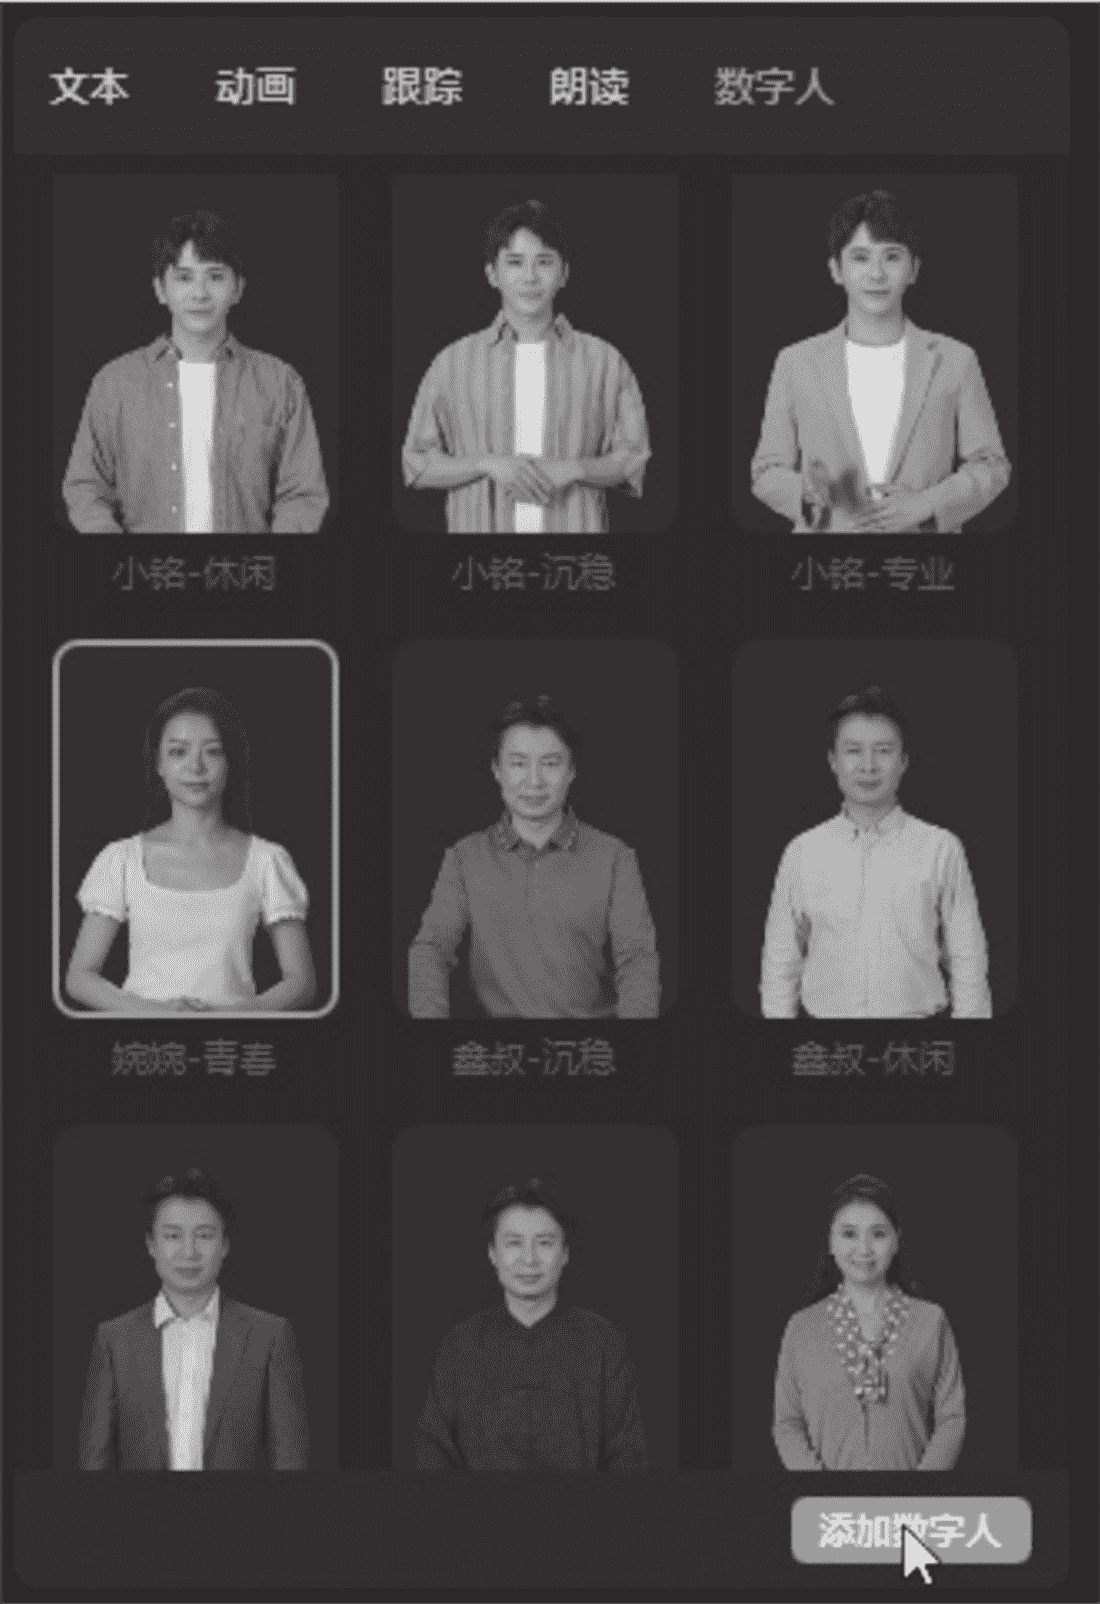 文本 动画 跟踪 朗读 数字人
小铭-休闲 小铭-沉稳 小铭-专业
婉婉-青春 鑫叔-沉稳 鑫叔-休闲
添加数字人